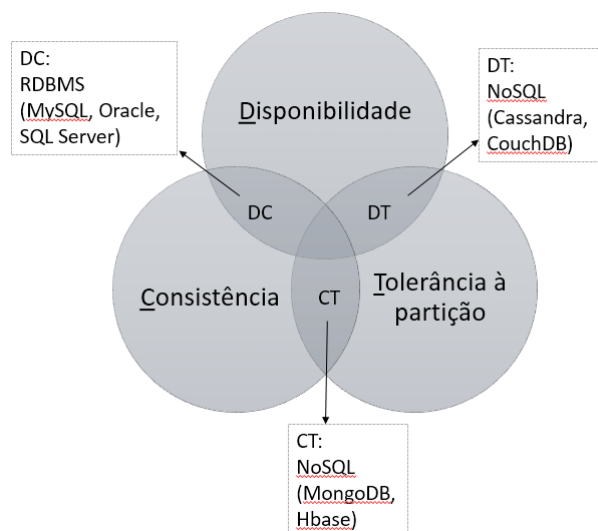 DC:
RDBMS
(MySQL, Oracle,
SQL Server)
Disponibilidade
DT:
NoSQL
(Cassandra,
CouchDB)
DC
DT
Consistência
CT
Tolerância à
partição
CT:
NoSQL
(MongoDB,
Hbase)